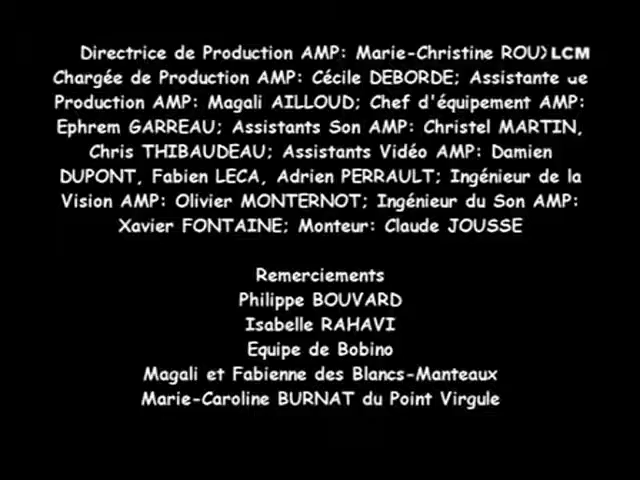 Directrice de Production AMP: Marie-Christine LCM
Chargée de Production AMP: Cécile DEBORDE; Assistante de
Production AMP: Magali AILLOUD; Chef d'équipement AMP:
Ephrem GARREAU; Assistants Son AMP: Christel MARTIN,
Chris THIBAUDEAU; Assistants Vidéo AMP: Damien
DUPONT, Fabien LECA, Adrien PERRAULT; Ingénieur de la
Vision AMP: Olivier MONTERNOT; Ingénieur du Son AMP:
Xavier FONTAINE; Monteur: Claude JOUSSE
Remerciements
Philippe BOUVARD
Isabelle RAHAVI
Equipe de Bobino
Magali et Fabienne des Blancs-Manteaux
Marie-Caroline BURNAT du Point Virgule